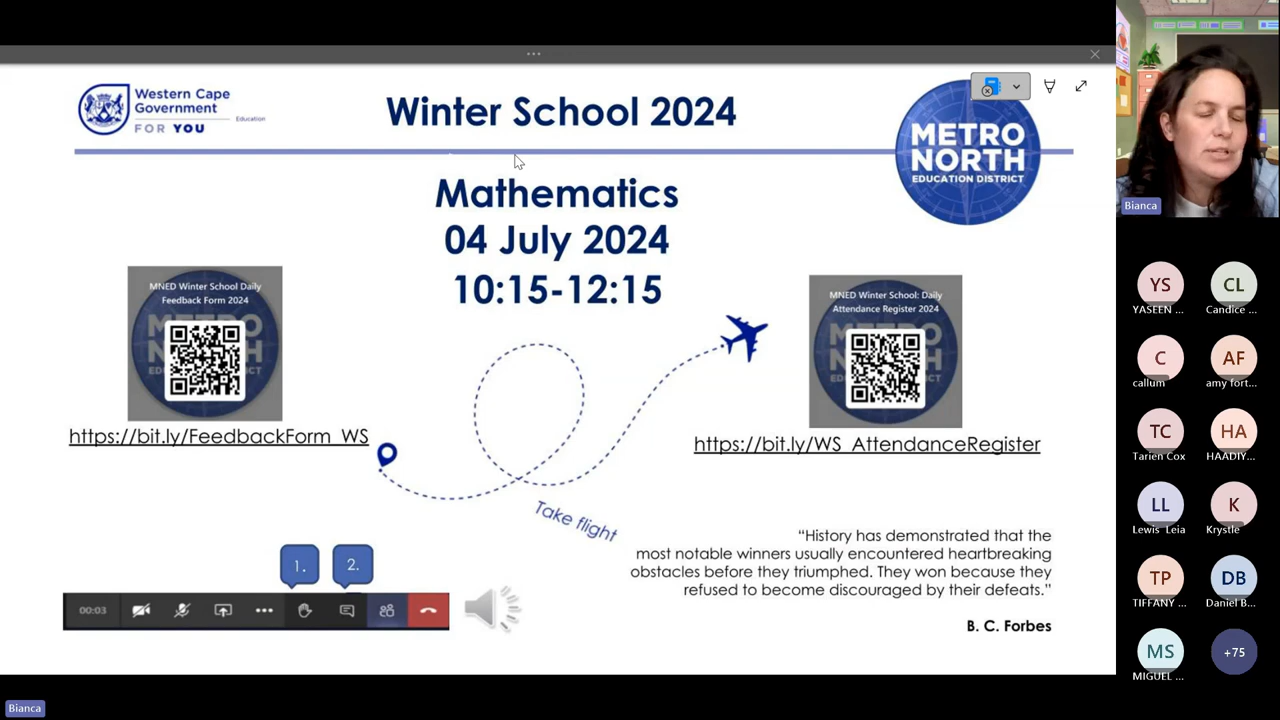 Western Cape
Government
FOR YOU
Education
Winter School 2024
METRO
NORTH
EDUCATION DISTRICT
Mathematics
04 July 2024
10:15-12:15
MNED Winter School Daily
Feedback Form 2024
https://bit.ly/FeedbackForm_WS
MNED Winter School: Daily
Attendance Register 2024
https://bit.ly/WS_AttendanceRegister
Take flight
"History has demonstrated that the
most notable winners usually encountered heartbreaking
obstacles before they triumphed. They won because they
refused to become discouraged by their defeats."
B. C. Forbes
1.
2.
00:03
Bianca
YS
YASEEN ...
CL
Candice ...
C
callum
AF
amy fort...
TC
Tarien Cox
HA
HAADIY...
LL
Lewis Leia
K
Krystle
TP
TIFFANY ...
DB
Daniel B...
MS
MIGUEL ...
+75
Bianca